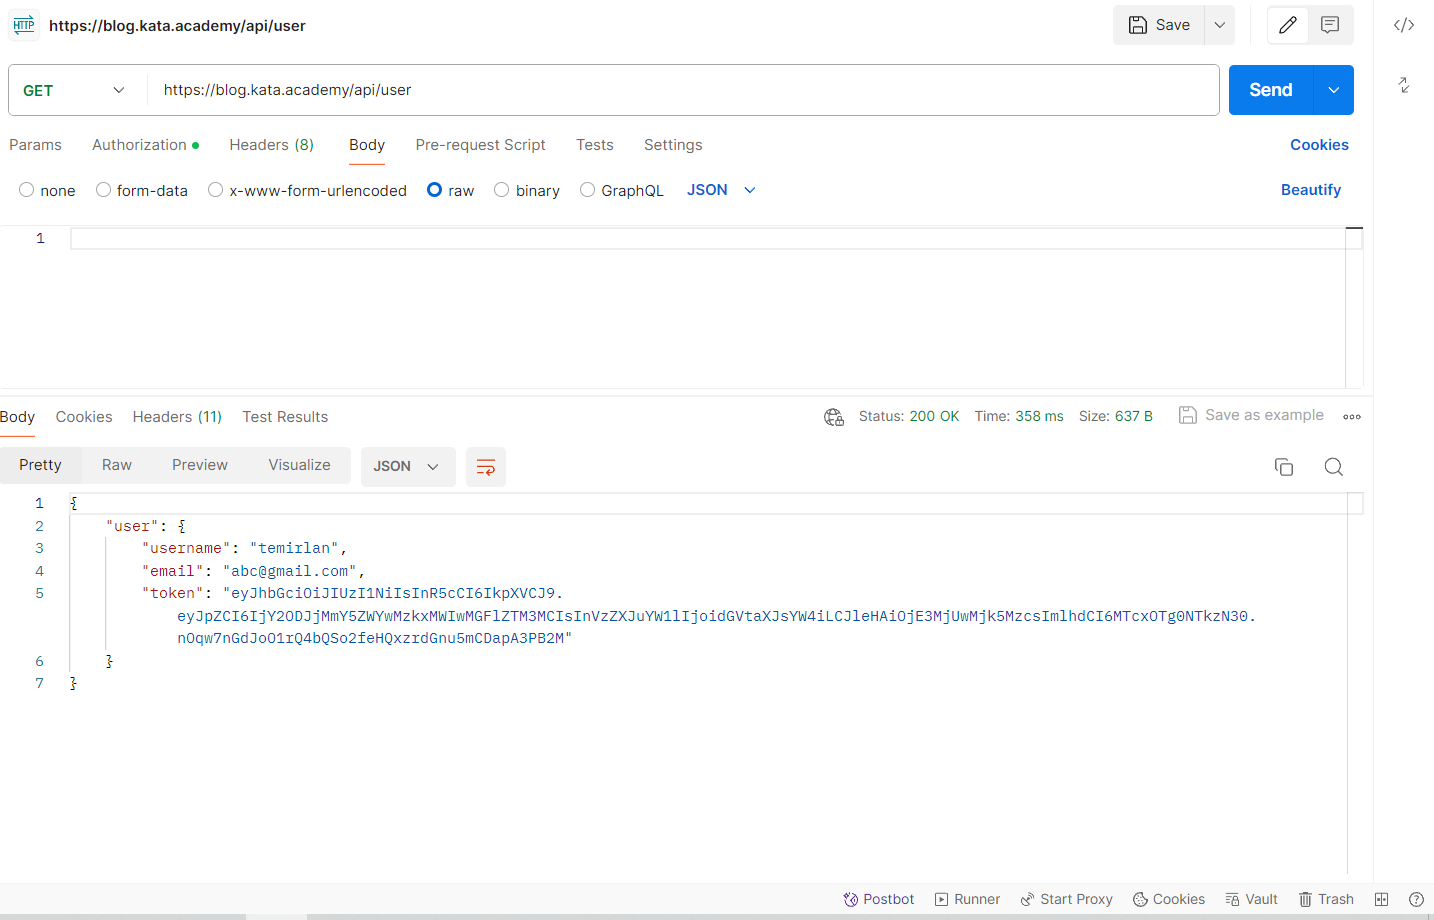 HTTP https://blog.kata.academy/api/user Save
GET https://blog.kata.academy/api/user Send
Params Authorization Headers (8) Body Pre-request Script Tests Settings Cookies
none form-data x-www-form-urlencoded raw binary GraphQL JSON Beautify
1
Body Cookies Headers (11) Test Results Status: 200 OK Time: 358 ms Size: 637 B Save as example
Pretty Raw Preview Visualize JSON
1 {
2 "user": {
3 "username": "temirlan",
4 "email": "abc@gmail.com",
5 "token": "eyJhbGciOiJIUzI1NiIsInR5cCI6IkpXVCJ9.
eyJpZCI6IjY2ODJjMmY5ZWYwMzkxMWIwMGFlZTM3MCIsInVzZXJuYW1lIjoidGVtaXJsYW4iLCJleHAiOjE3MjUwMjk5MzcsImlhdCI6MTcxOTg0NTkzN30.
nOqw7nGdJoO1rQ4bQSo2feHQxzrdGnu5mCDapA3PB2M"
6 }
7 }
Postbot Runner Start Proxy Cookies Vault Trash